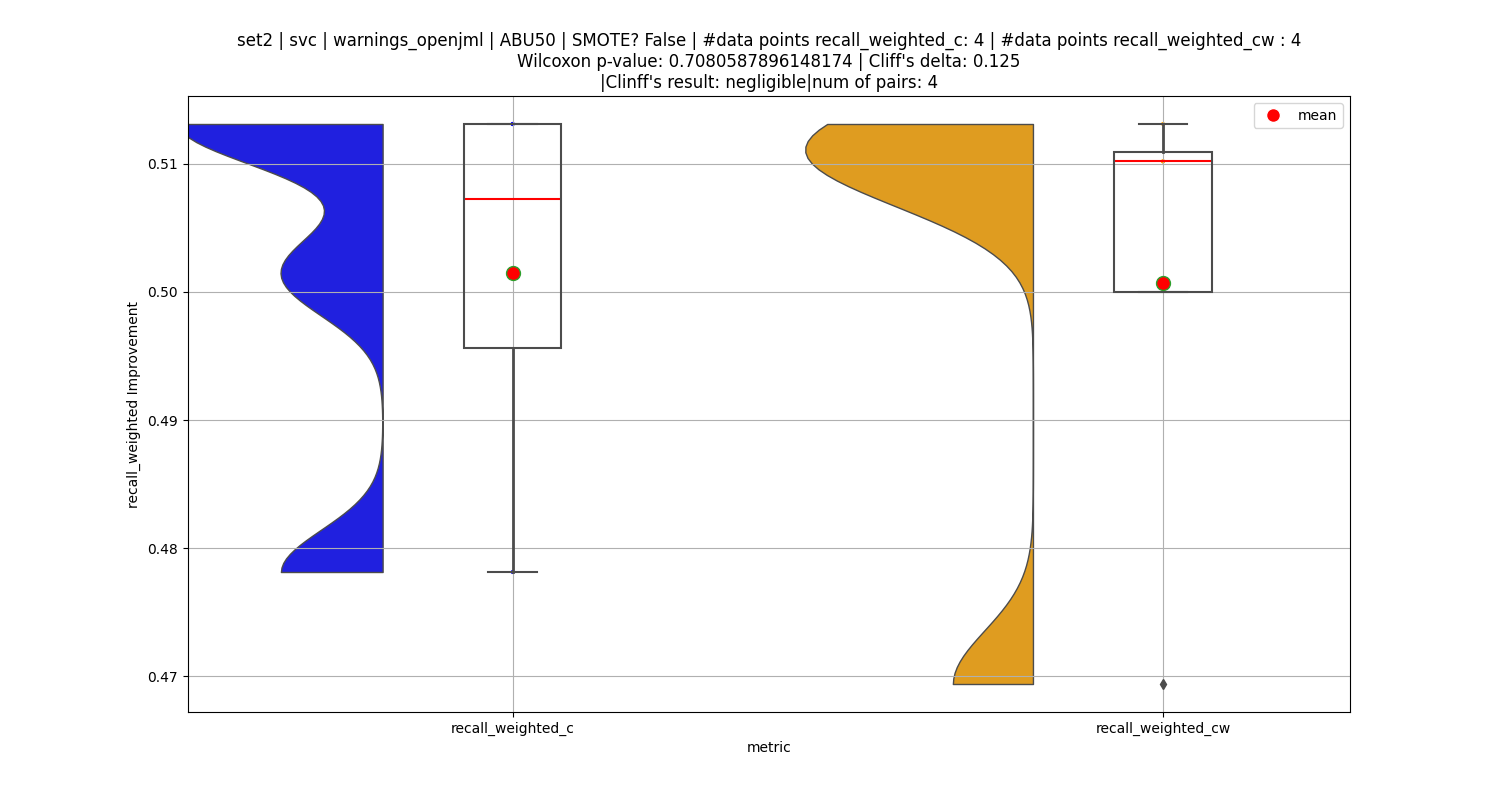 set2 | svc | warnings_openjml | ABU50 | SMOTE? False | #data points recall_weighted_c: 4 | #data points recall_weighted_cw : 4
Wilcoxon p-value: 0.7080587896148174 | Cliff's delta: 0.125
|Clinff's result: negligible|num of pairs: 4
mean
0.51
0.50
0.49
0.48
0.47
recall_weighted Improvement
recall_weighted_c
recall_weighted_cw
metric